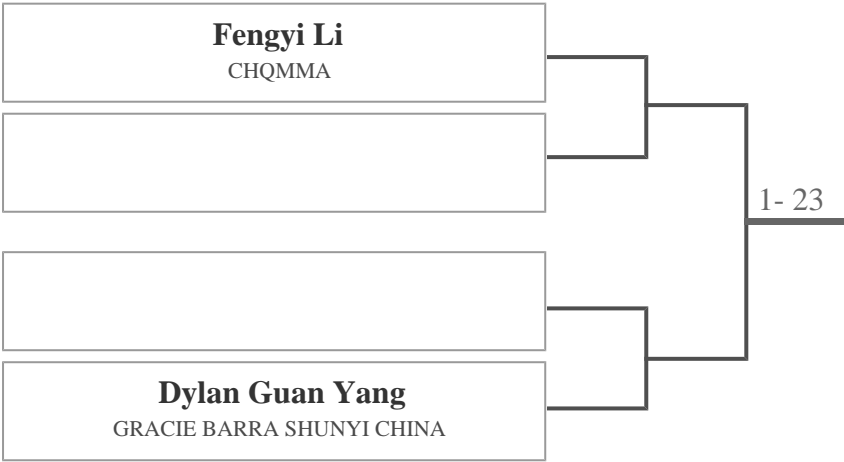 Fengyi Li
CHQMMA
1- 23
Dylan Guan Yang
GRACIE BARRA SHUNYI CHINA